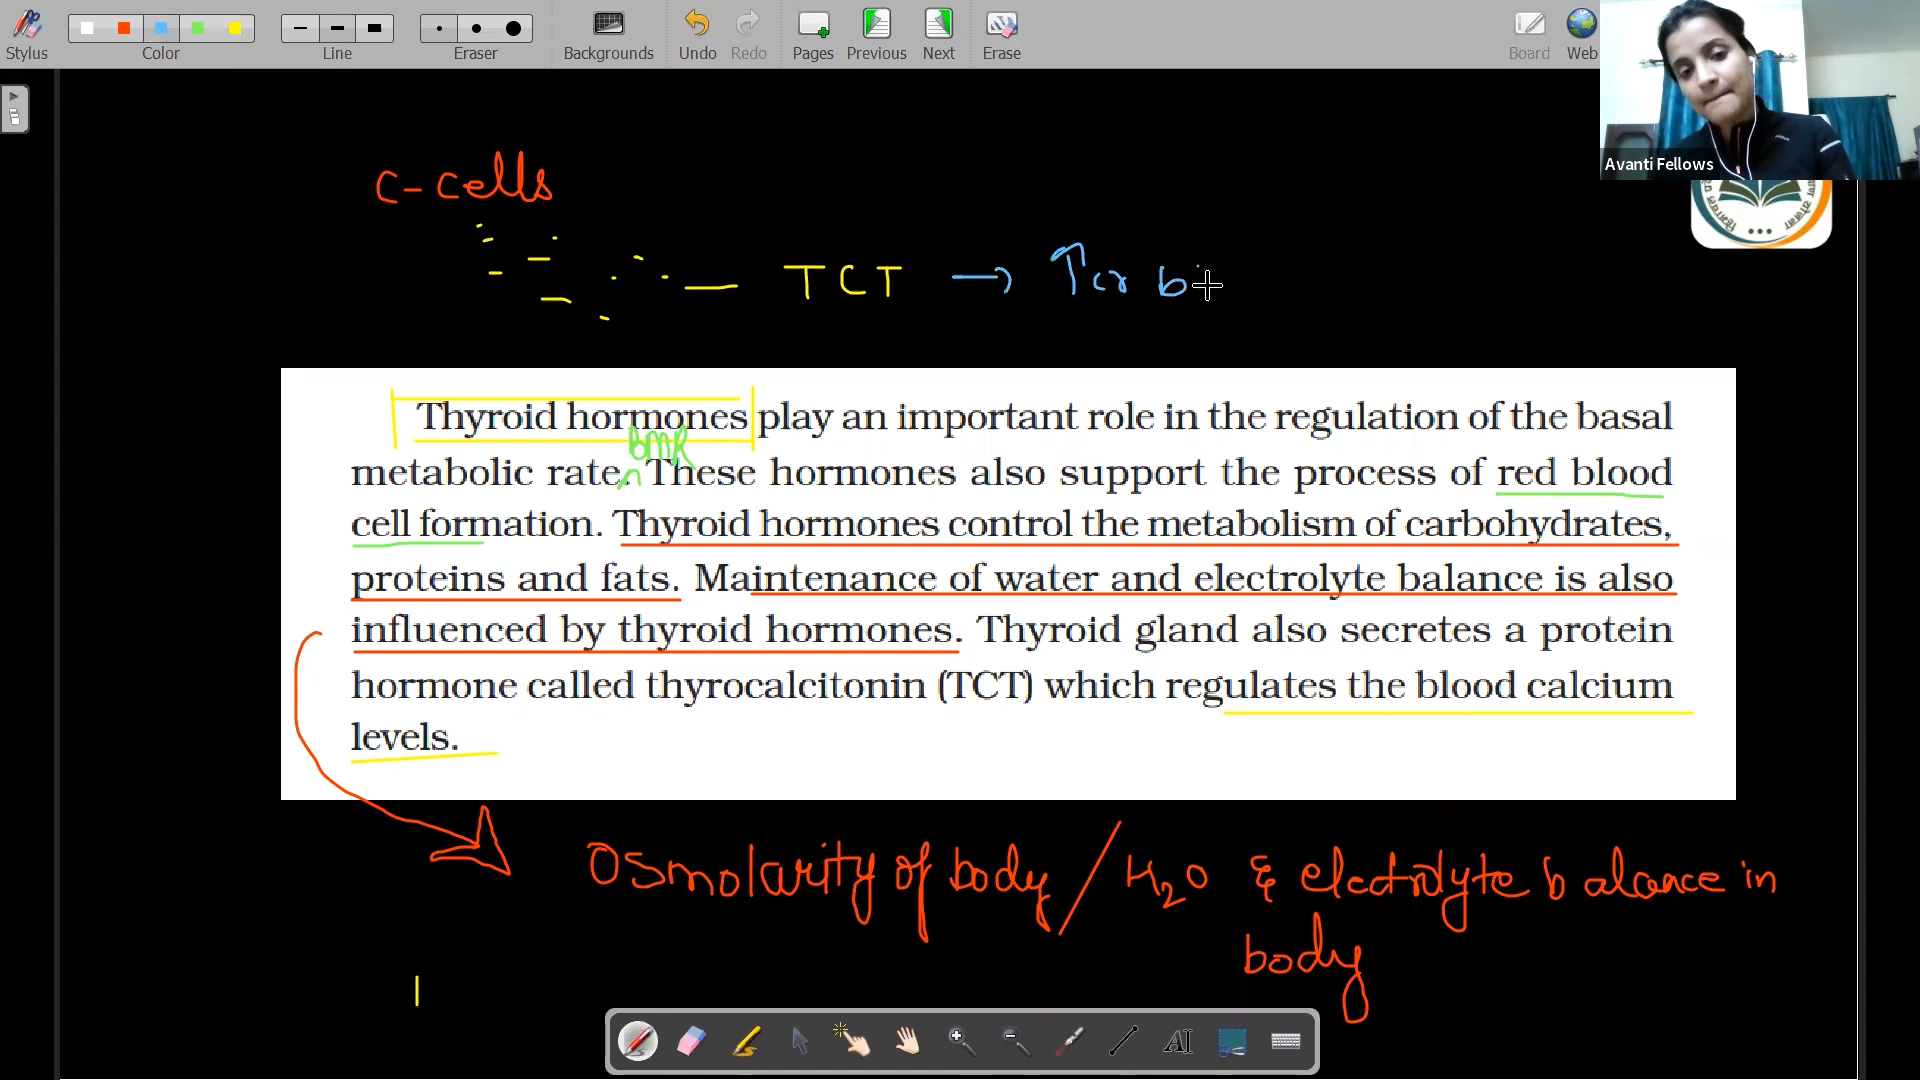 Stylus Color Line Eraser Backgrounds Undo Redo Pages Previous Next Erase Board Web
Avanti Fellows
C-cells
TCT → ↑
Thyroid hormones play an important role in the regulation of the basal
BMR
metabolic rate. These hormones also support the process of red blood
cell formation. Thyroid hormones control the metabolism of carbohydrates,
proteins and fats. Maintenance of water and electrolyte balance is also
influenced by thyroid hormones. Thyroid gland also secretes a protein
hormone called thyrocalcitonin (TCT) which regulates the blood calcium
levels.
Osmolarity of body / H₂O & electrolyte balance in
body